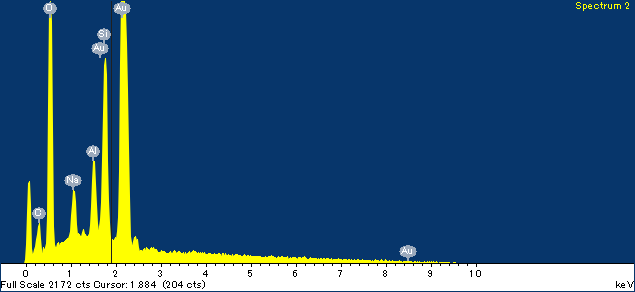 Spectrum 2
O
Au
Si
Au
Al
Na
C
Au
0 1 2 3 4 5 6 7 8 9 10
Full Scale 2172 cts Cursor: 1.884 (204 cts) keV